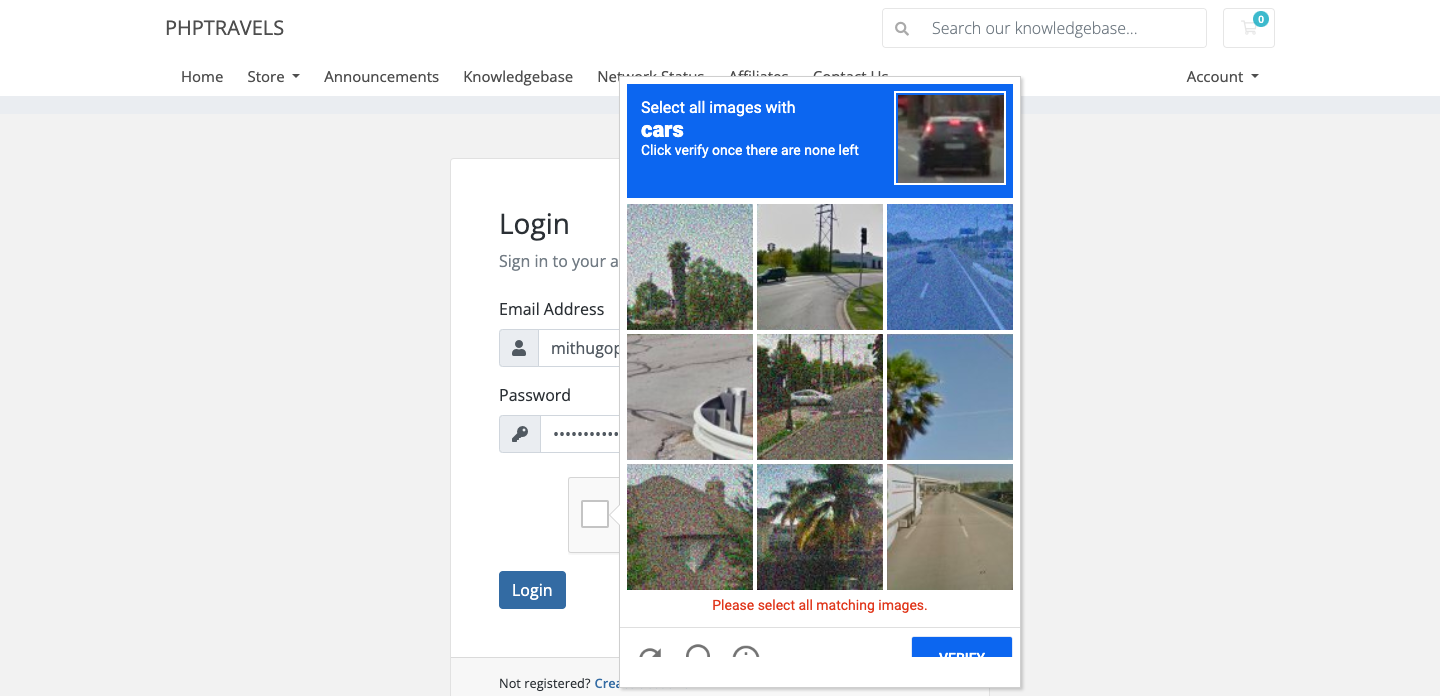 PHPTRAVELS
Search our knowledgebase...
0
Home
Store
Announcements
Knowledgebase
Network Status
Affiliates
Contact Us
Account
Select all images with
cars
Click verify once there are none left
Login
Sign in to your a
Email Address
mithugop
Password
Login
Please select all matching images.
VERIFY
Not registered? Crea